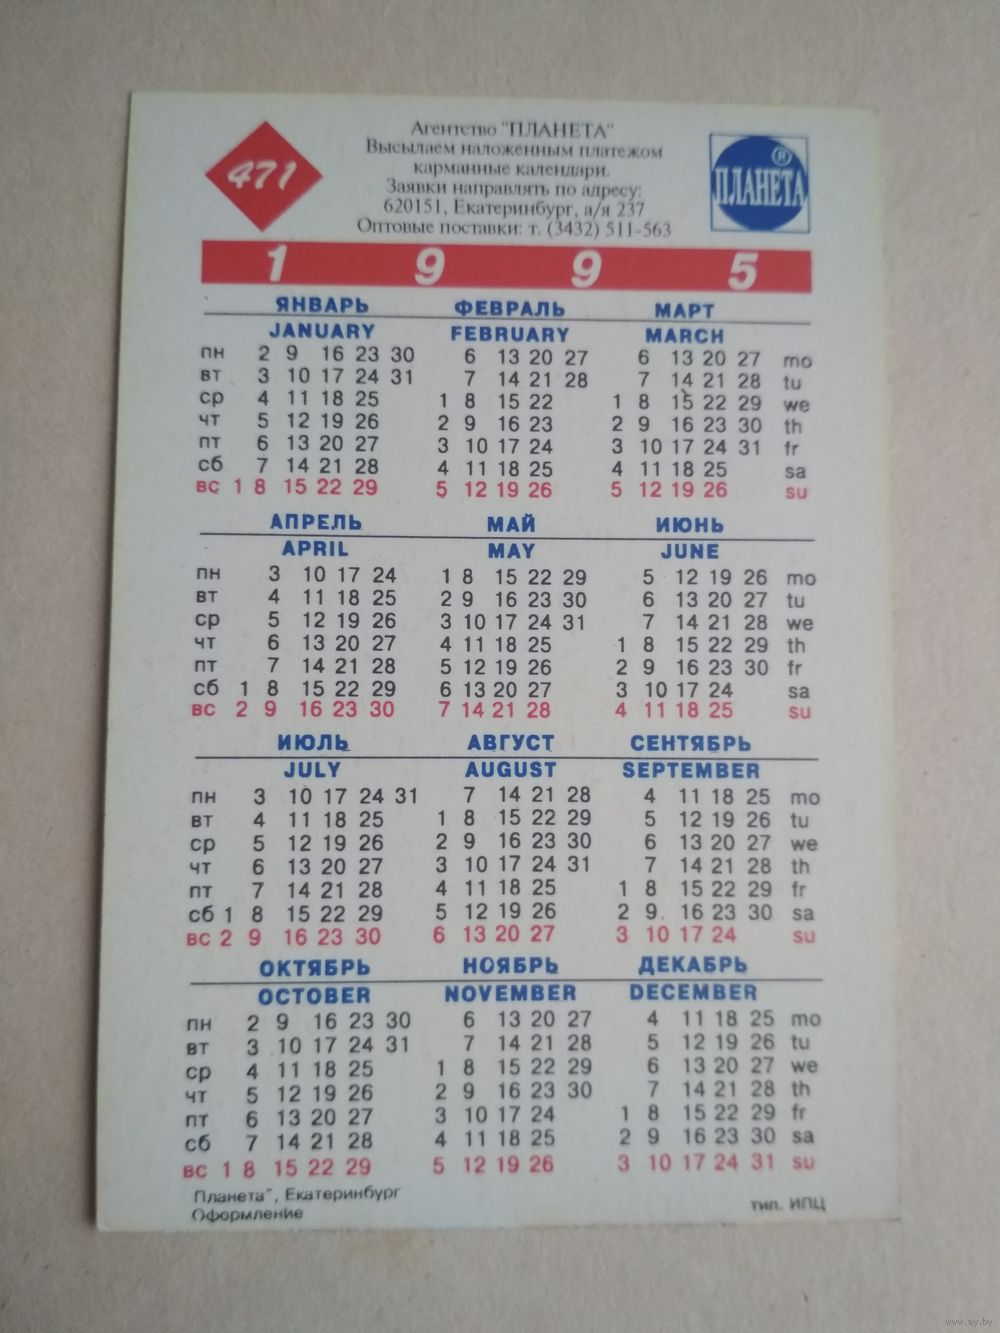 471
Агентство "ПЛАНЕТА"
Высылаем наложенным платежом
карманные календари.
Заявки направлять по адресу:
620151, Екатеринбург, а/я 237
Оптовые поставки: т. (3432) 511-563
® ПЛАНЕТА
1 9 9 5
ЯНВАРЬ ФЕВРАЛЬ МАРТ
JANUARY FEBRUARY MARCH
пн 2 9 16 23 30 6 13 20 27 6 13 20 27 mo
вт 3 10 17 24 31 7 14 21 28 7 14 21 28 tu
ср 4 11 18 25 1 8 15 22 1 8 15 22 29 we
чт 5 12 19 26 2 9 16 23 2 9 16 23 30 th
пт 6 13 20 27 3 10 17 24 3 10 17 24 31 fr
сб 7 14 21 28 4 11 18 25 4 11 18 25 sa
вс 1 8 15 22 29 5 12 19 26 5 12 19 26 su
АПРЕЛЬ МАЙ ИЮНЬ
APRIL MAY JUNE
пн 3 10 17 24 1 8 15 22 29 5 12 19 26 mo
вт 4 11 18 25 2 9 16 23 30 6 13 20 27 tu
ср 5 12 19 26 3 10 17 24 31 7 14 21 28 we
чт 6 13 20 27 4 11 18 25 1 8 15 22 29 th
пт 7 14 21 28 5 12 19 26 2 9 16 23 30 fr
сб 1 8 15 22 29 6 13 20 27 3 10 17 24 sa
вс 2 9 16 23 30 7 14 21 28 4 11 18 25 su
ИЮЛЬ АВГУСТ СЕНТЯБРЬ
JULY AUGUST SEPTEMBER
пн 3 10 17 24 31 7 14 21 28 4 11 18 25 mo
вт 4 11 18 25 1 8 15 22 29 5 12 19 26 tu
ср 5 12 19 26 2 9 16 23 30 6 13 20 27 we
чт 6 13 20 27 3 10 17 24 31 7 14 21 28 th
пт 7 14 21 28 4 11 18 25 1 8 15 22 29 fr
сб 1 8 15 22 29 5 12 19 26 2 9 16 23 30 sa
вс 2 9 16 23 30 6 13 20 27 3 10 17 24 su
ОКТЯБРЬ НОЯБРЬ ДЕКАБРЬ
OCTOBER NOVEMBER DECEMBER
пн 2 9 16 23 30 6 13 20 27 4 11 18 25 mo
вт 3 10 17 24 31 7 14 21 28 5 12 19 26 tu
ср 4 11 18 25 1 8 15 22 29 6 13 20 27 we
чт 5 12 19 26 2 9 16 23 30 7 14 21 28 th
пт 6 13 20 27 3 10 17 24 1 8 15 22 29 fr
сб 7 14 21 28 4 11 18 25 2 9 16 23 30 sa
вс 1 8 15 22 29 5 12 19 26 3 10 17 24 31 su
Планета", Екатеринбург
Оформление
тип. ИПЦ
www.ay.by